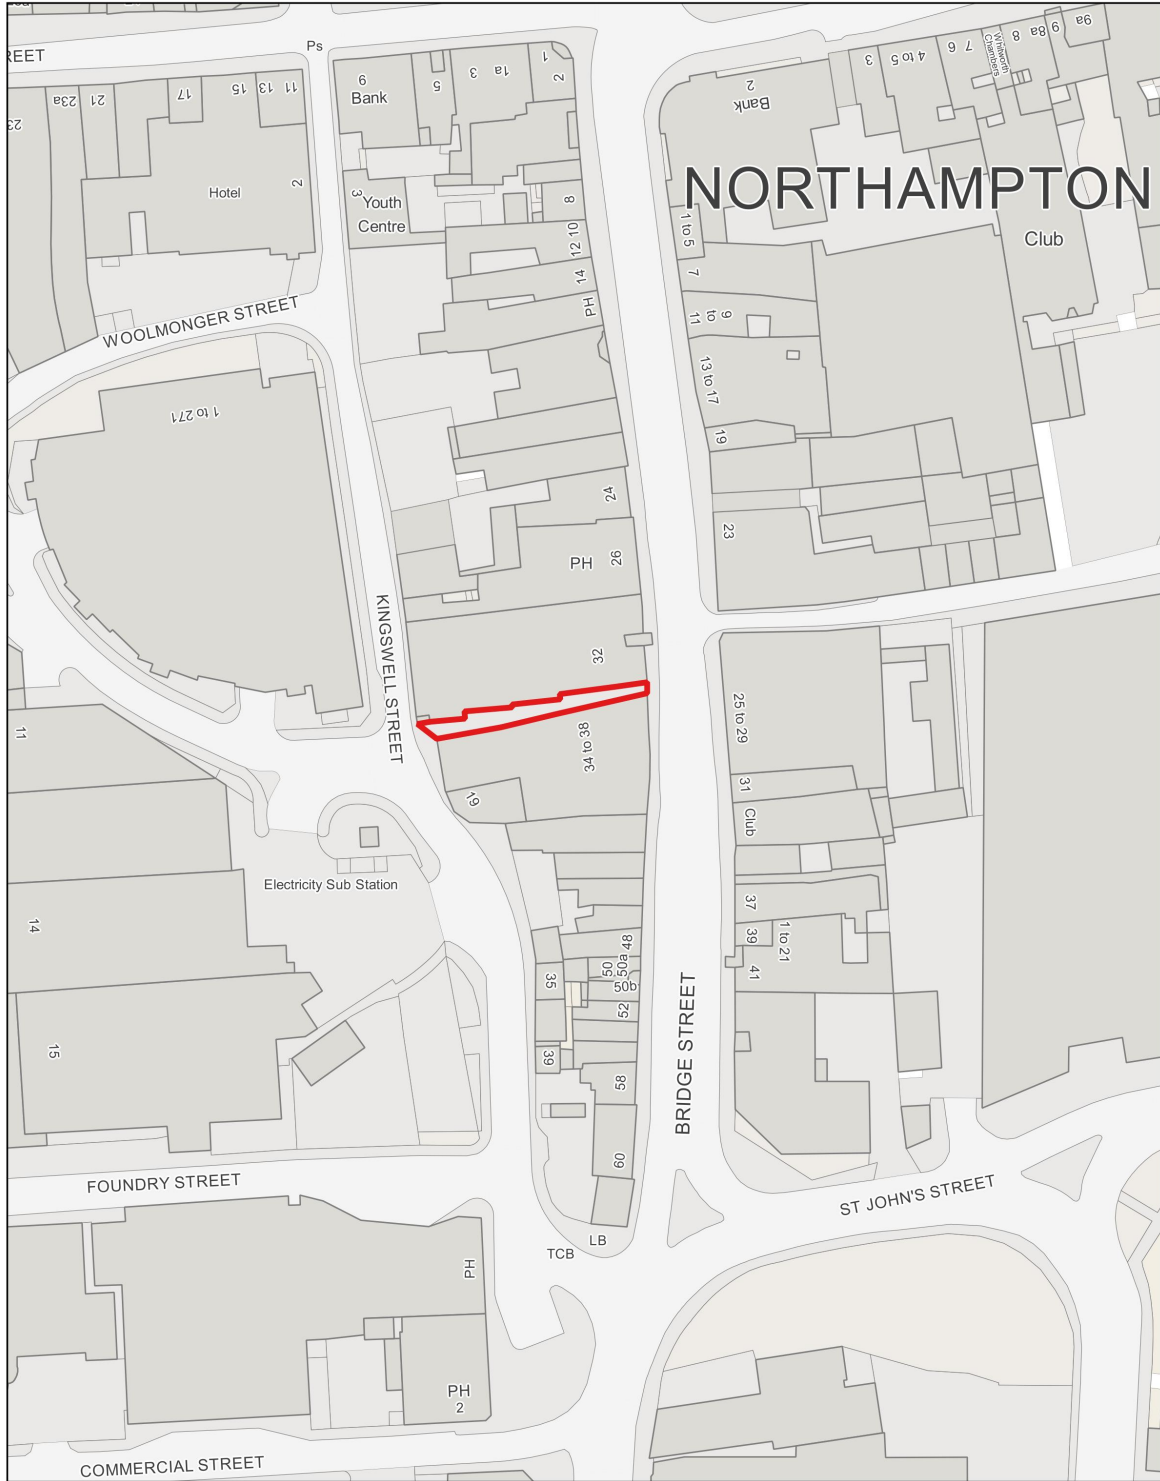 REET
Ps
9
Bank
5
3
1a
1
2
2
Bank
3
4 to 5
6
7
Whitworth
Chambers
8
8a
9
9a
23
23a
21
17
15
13
11
Hotel
2
3
Youth
Centre
8
10
12
14
PH
NORTHAMPTON
Club
1 to 5
7
9
to
11
13 to 17
19
WOOLMONGER STREET
1 to 271
24
PH
26
23
KINGSWELL STREET
32
34 to 38
19
25 to 29
31
Club
11
Electricity Sub Station
14
15
37
39
41
1 to 21
48
50
50a
50b
52
35
39
58
60
BRIDGE STREET
FOUNDRY STREET
ST JOHN'S STREET
LB
TCB
PH
PH
2
COMMERCIAL STREET